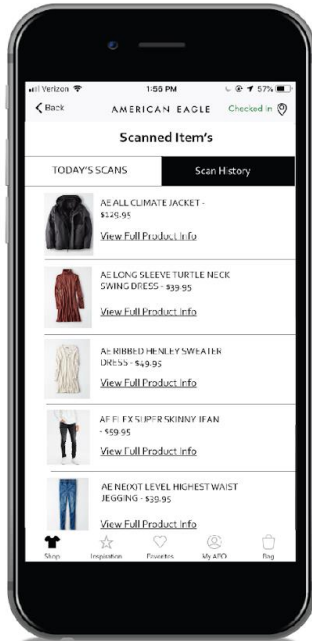 Verizon 1:56 PM 57%
Back AMERICAN EAGLE Checked in
Scanned Item's
TODAY'S SCANS Scan History
AE ALL CLIMATE JACKET -
$129.95
View Full Product Info
AE LONG SLEEVE TURTLE NECK
SWING DRESS - $39.95
View Full Product Info
AE RIBBED HENLEY SWEATER
DRESS - $49.95
View Full Product Info
AE FLEX SUPER SKINNY JEAN
- $59.95
View Full Product Info
AE NE(X)T LEVEL HIGHEST WAIST
JEGGING - $39.95
View Full Product Info
Shop Inspiration Favorites My AEO Bag